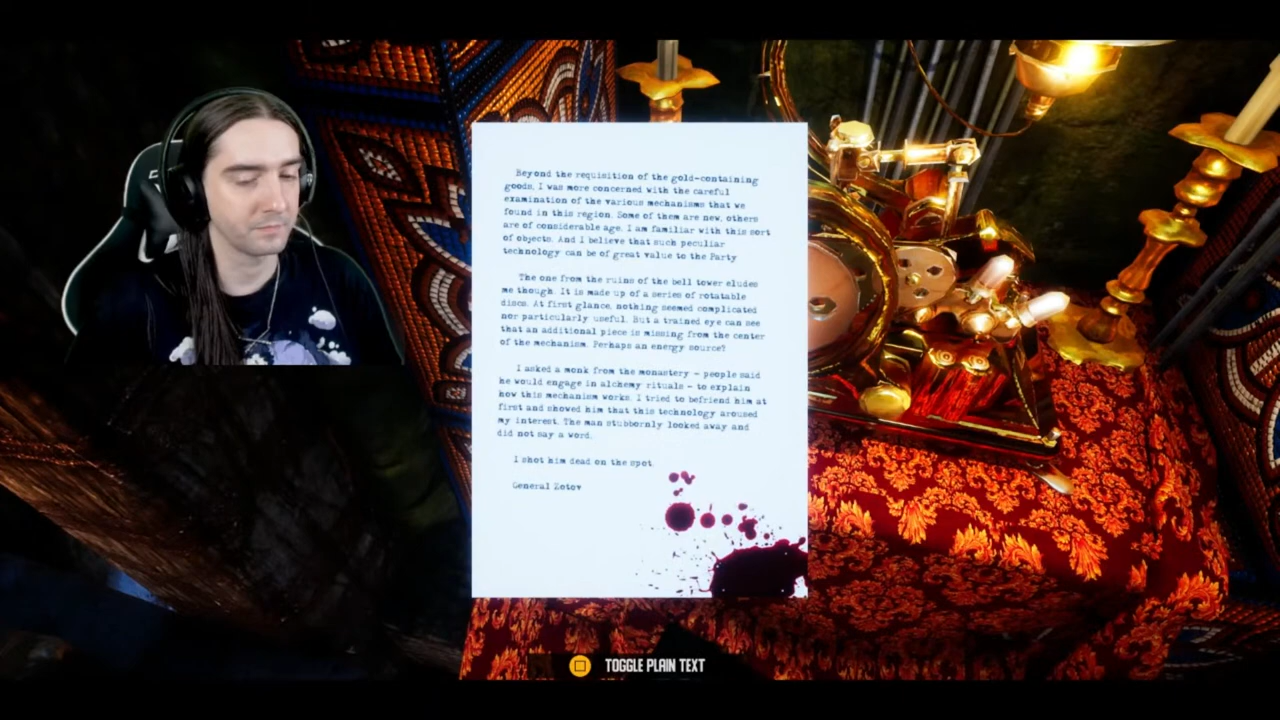 Beyond the requisition of the gold-containing
goods, I was more concerned with the careful
examination of the various mechanisms that we
found in this region. Some of them are new, others
are of considerable age. I am familiar with this sort
of objects. And I believe that such peculiar
technology can be of great value to the Party
The one from the ruins of the bell tower eludes
me though. It is made up of a series of rotatable
discs. At first glance, nothing seemed complicated
nor particularly useful. But a trained eye can see
that an additional piece is missing from the center
of the mechanism. Perhaps an energy source?
I asked a monk from the monastery - people said
he would engage in alchemy rituals - to explain
how this mechanism works. I tried to befriend him at
first and showed him that this technology aroused
my interest. The man stubbornly looked away and
did not say a word.
I shot him dead on the spot.
General Zotov
TOGGLE PLAIN TEXT